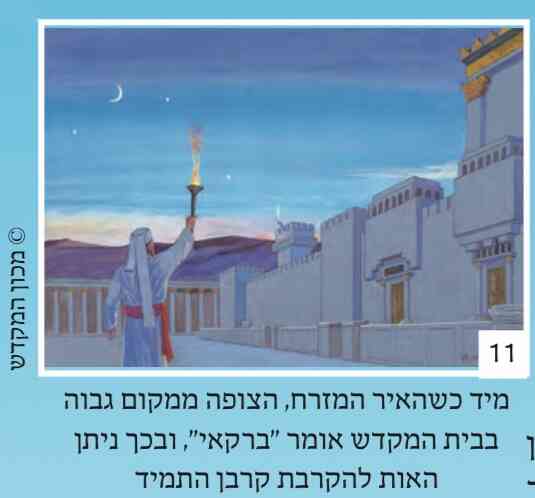 © מכון המקדש
11
מיד כשהאיר המזרח, הצופה ממקום גבוה
בבית המקדש אומר "ברקאי", ובכך ניתן
האות להקרבת קרבן התמיד